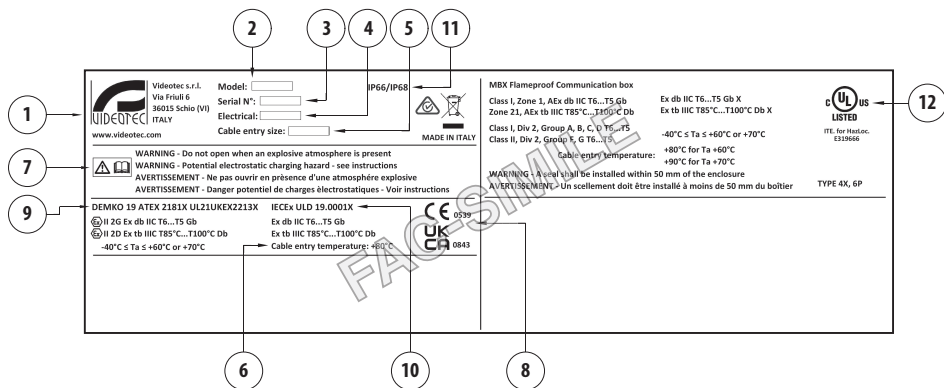 2
3
4
5
11
1
7
9
6
10
8
12
VIDEOTEC
Videotec s.r.l.
Via Friuli 6
36015 Schio (VI)
ITALY
www.videotec.com
Model:
Serial N°:
Electrical:
Cable entry size:
IP66/IP68
MADE IN ITALY
WARNING - Do not open when an explosive atmosphere is present
WARNING - Potential electrostatic charging hazard - see instructions
AVERTISSEMENT - Ne pas ouvrir en présence d'une atmosphére explosive
AVERTISSEMENT - Danger potentiel de charges èlectrostatiques - Voir instructions
DEMKO 19 ATEX 2181X UL21UKEX2213X
Ex II 2G Ex db IIC T6...T5 Gb
Ex II 2D Ex tb IIIC T85°C...T100°C Db
-40°C ≤ Ta ≤ +60°C or +70°C
IECEx ULD 19.0001X
Ex db IIC T6...T5 Gb
Ex tb IIIC T85°C...T100°C Db
Cable entry temperature: +80°C
CE 0539
UK CA 0843
MBX Flameproof Communication box
Class I, Zone 1, AEx db IIC T6...T5 Gb
Zone 21, AEx tb IIIC T85°C...T100°C Db
Ex db IIC T6...T5 Gb X
Ex tb IIIC T85°C...T100°C Db X
Class I, Div 2, Group A, B, C, D T6...T5
Class II, Div 2, Group F, G T6...T5
-40°C ≤ Ta ≤ +60°C or +70°C
Cable entry temperature:
+80°C for Ta +60°C
+90°C for Ta +70°C
WARNING - A seal shall be installed within 50 mm of the enclosure
AVERTISSEMENT - Un scellement doit être installé à moins de 50 mm du boîtier
C UL US
LISTED
ITE. for HazLoc.
E319666
TYPE 4X, 6P
FAC-SIMILE